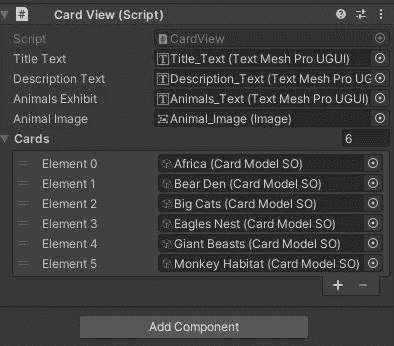 Card View (Script)
Script CardView
Title Text Title_Text (Text Mesh Pro UGUI)
Description Text Description_Text (Text Mesh Pro UG
Animals Exhibit Animals_Text (Text Mesh Pro UGUI)
Animal Image Animal_Image (Image)
Cards 6
Element 0 Africa (Card Model SO)
Element 1 Bear Den (Card Model SO)
Element 2 Big Cats (Card Model SO)
Element 3 Eagles Nest (Card Model SO)
Element 4 Giant Beasts (Card Model SO)
Element 5 Monkey Habitat (Card Model SO)
Add Component